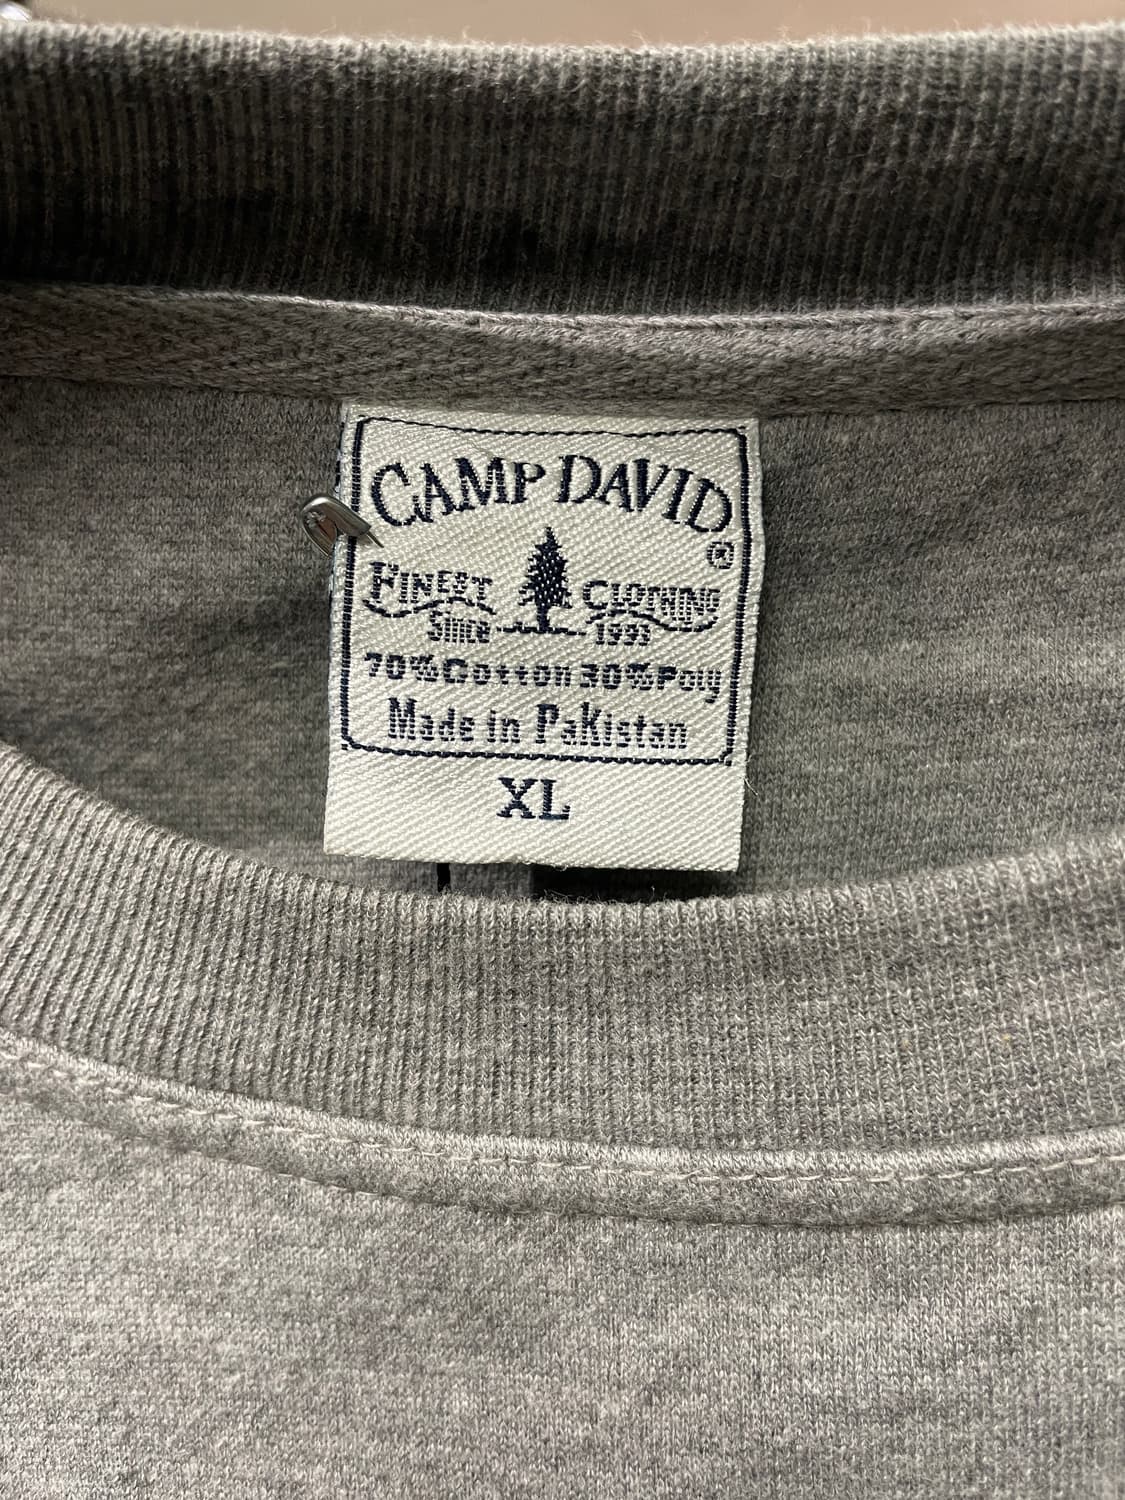 CAMP DAVID
®
FINEST CLOTHING
Since 1993
70%Cotton 30%Poly
Made in Pakistan
XL